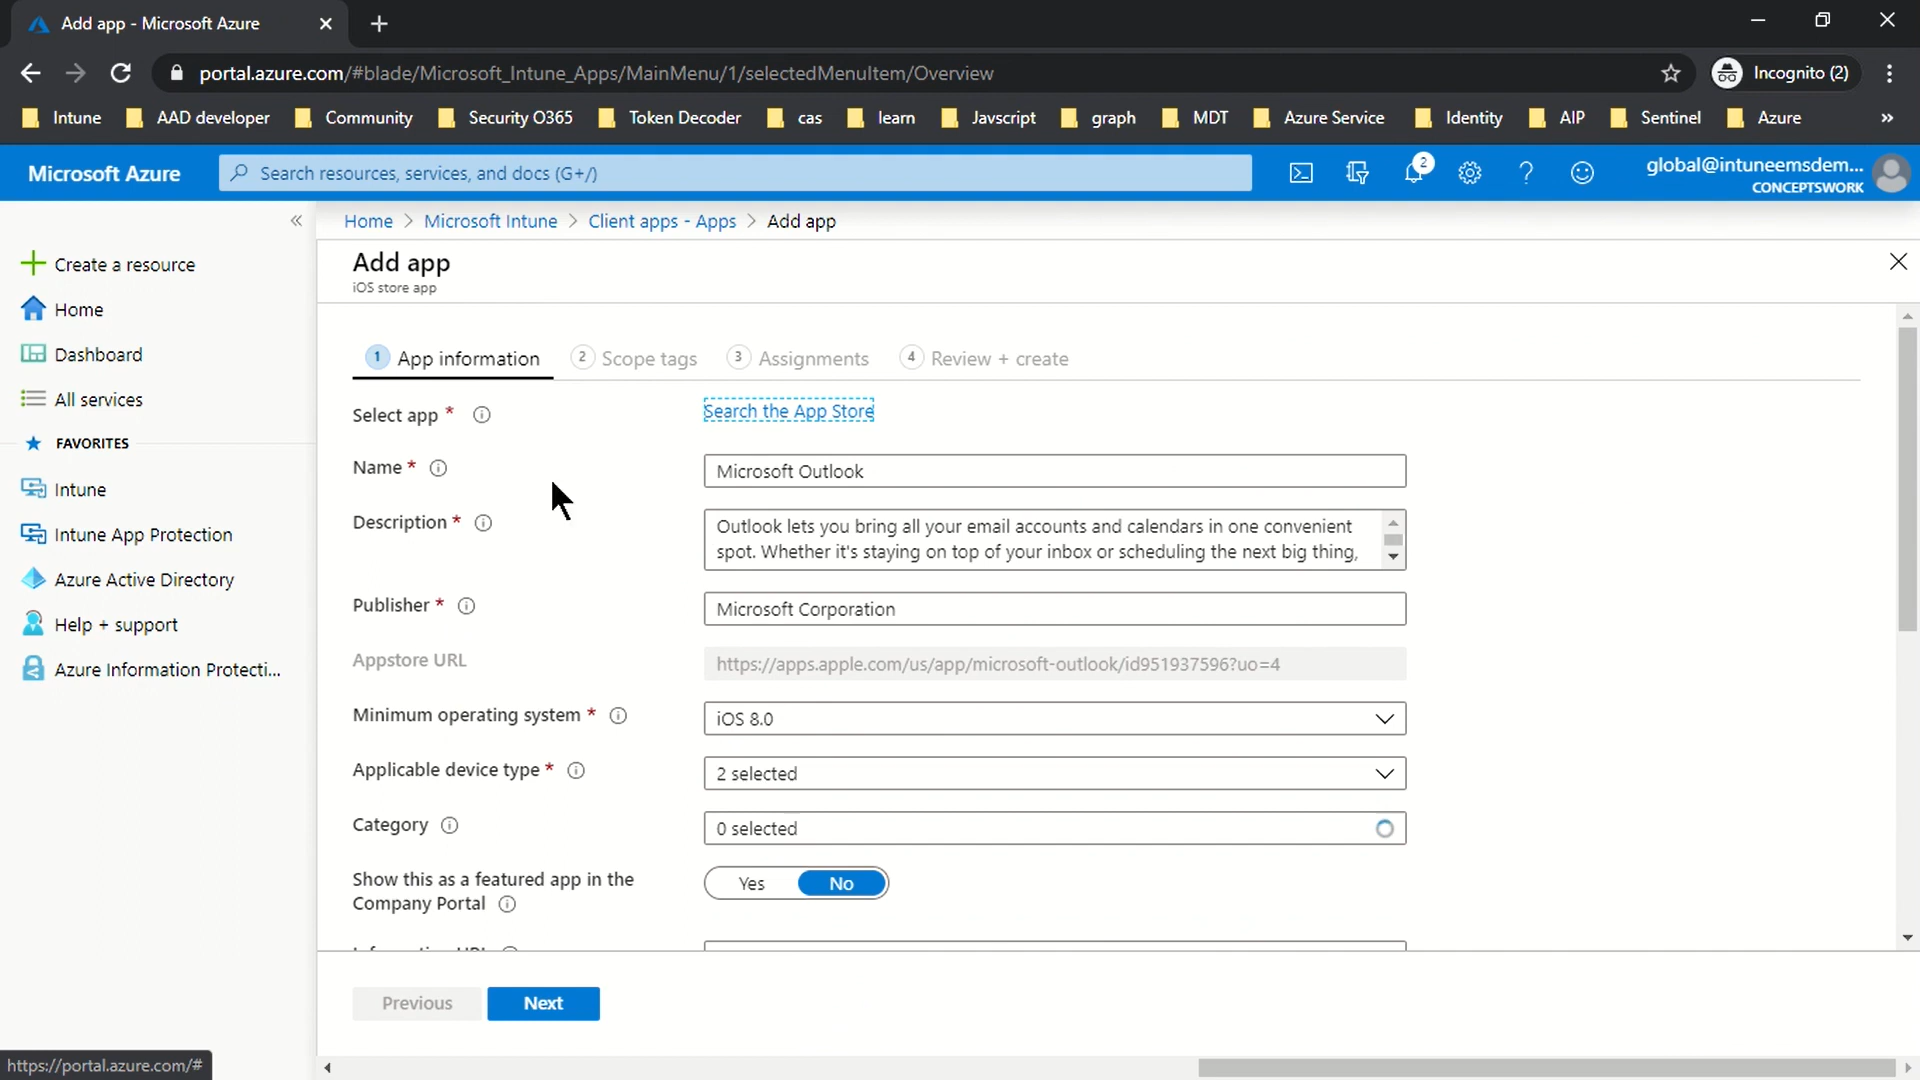 Add app - Microsoft Azure
portal.azure.com/#blade/Microsoft_Intune_Apps/MainMenu/1/selectedMenuItem/Overview
Incognito (2)
Intune
AAD developer
Community
Security O365
Token Decoder
cas
learn
Javscript
graph
MDT
Azure Service
Identity
AIP
Sentinel
Azure
»
Microsoft Azure
Search resources, services, and docs (G+/)
2
global@intuneemsdem...
CONCEPTSWORK
Home > Microsoft Intune > Client apps - Apps > Add app
Create a resource
Home
Dashboard
All services
FAVORITES
Intune
Intune App Protection
Azure Active Directory
Help + support
Azure Information Protecti...
Add app
iOS store app
1 App information
2 Scope tags
3 Assignments
4 Review + create
Select app *
Search the App Store
Name *
Microsoft Outlook
Description *
Outlook lets you bring all your email accounts and calendars in one convenient
spot. Whether it's staying on top of your inbox or scheduling the next big thing,
Publisher *
Microsoft Corporation
Appstore URL
https://apps.apple.com/us/app/microsoft-outlook/id951937596?uo=4
Minimum operating system *
iOS 8.0
Applicable device type *
2 selected
Category
0 selected
Show this as a featured app in the
Company Portal
Yes
No
Previous
Next
https://portal.azure.com/#